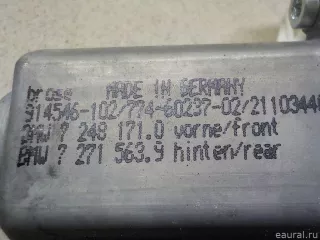 brose MADE IN GERMANY
914546-102/774-60237-02/2110344
BMW 7 248 171.0 vorne/front
BMW 7 271 563.9 hinten/rear
eaural.ru